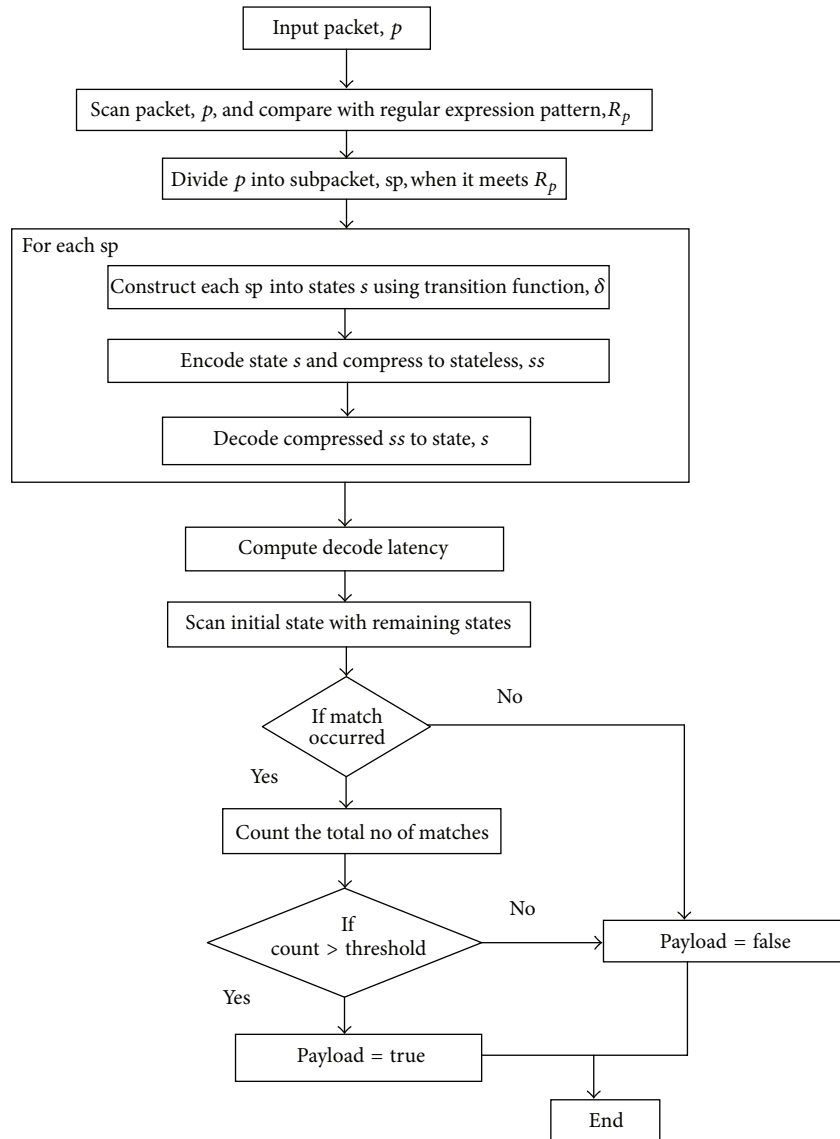 Input packet, p
Scan packet, p, and compare with regular expression pattern, Rp
Divide p into subpacket, sp, when it meets Rp
For each sp
Construct each sp into states s using transition function, δ
Encode state s and compress to stateless, ss
Decode compressed ss to state, s
Compute decode latency
Scan initial state with remaining states
If match
occurred
No
Yes
Count the total no of matches
If
count > threshold
No
Payload = false
Yes
Payload = true
End